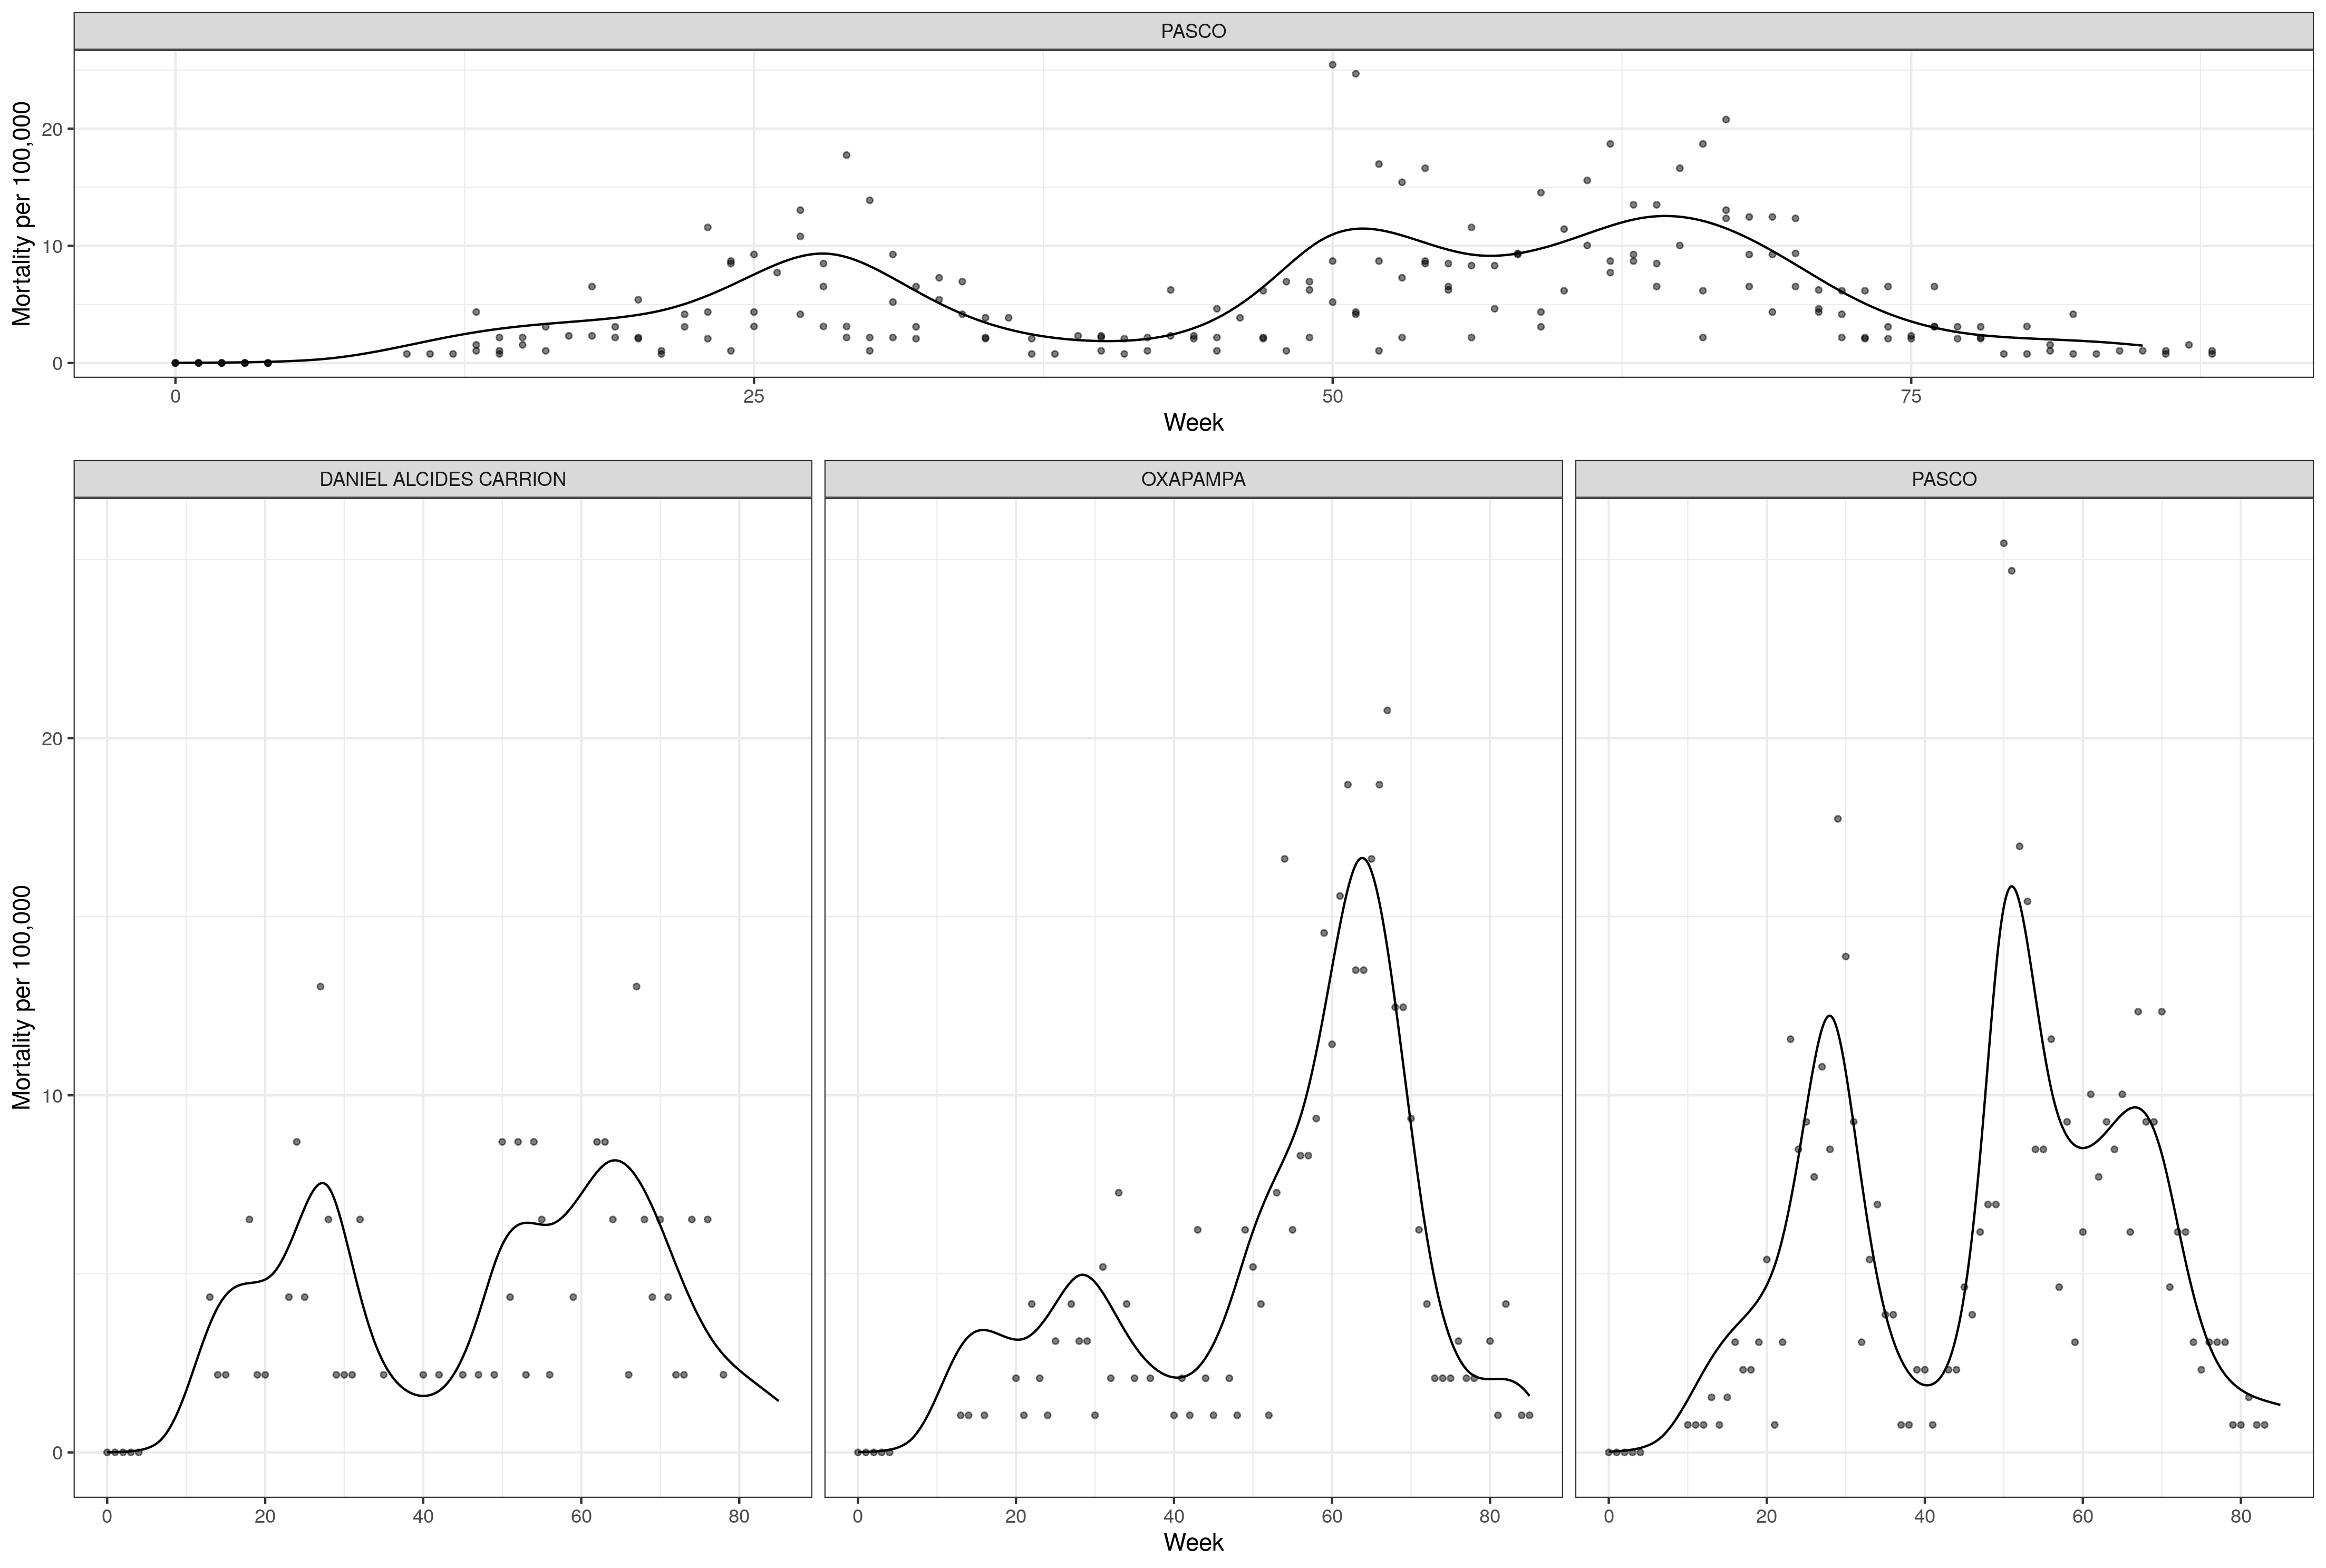 PASCO
Mortality per 100,000
20
10
0
0 25 50 75
Week
DANIEL ALCIDES CARRION OXAPAMPA PASCO
Mortality per 100,000
20
10
0
0 20 40 60 80 0 20 40 60 80 0 20 40 60 80
Week